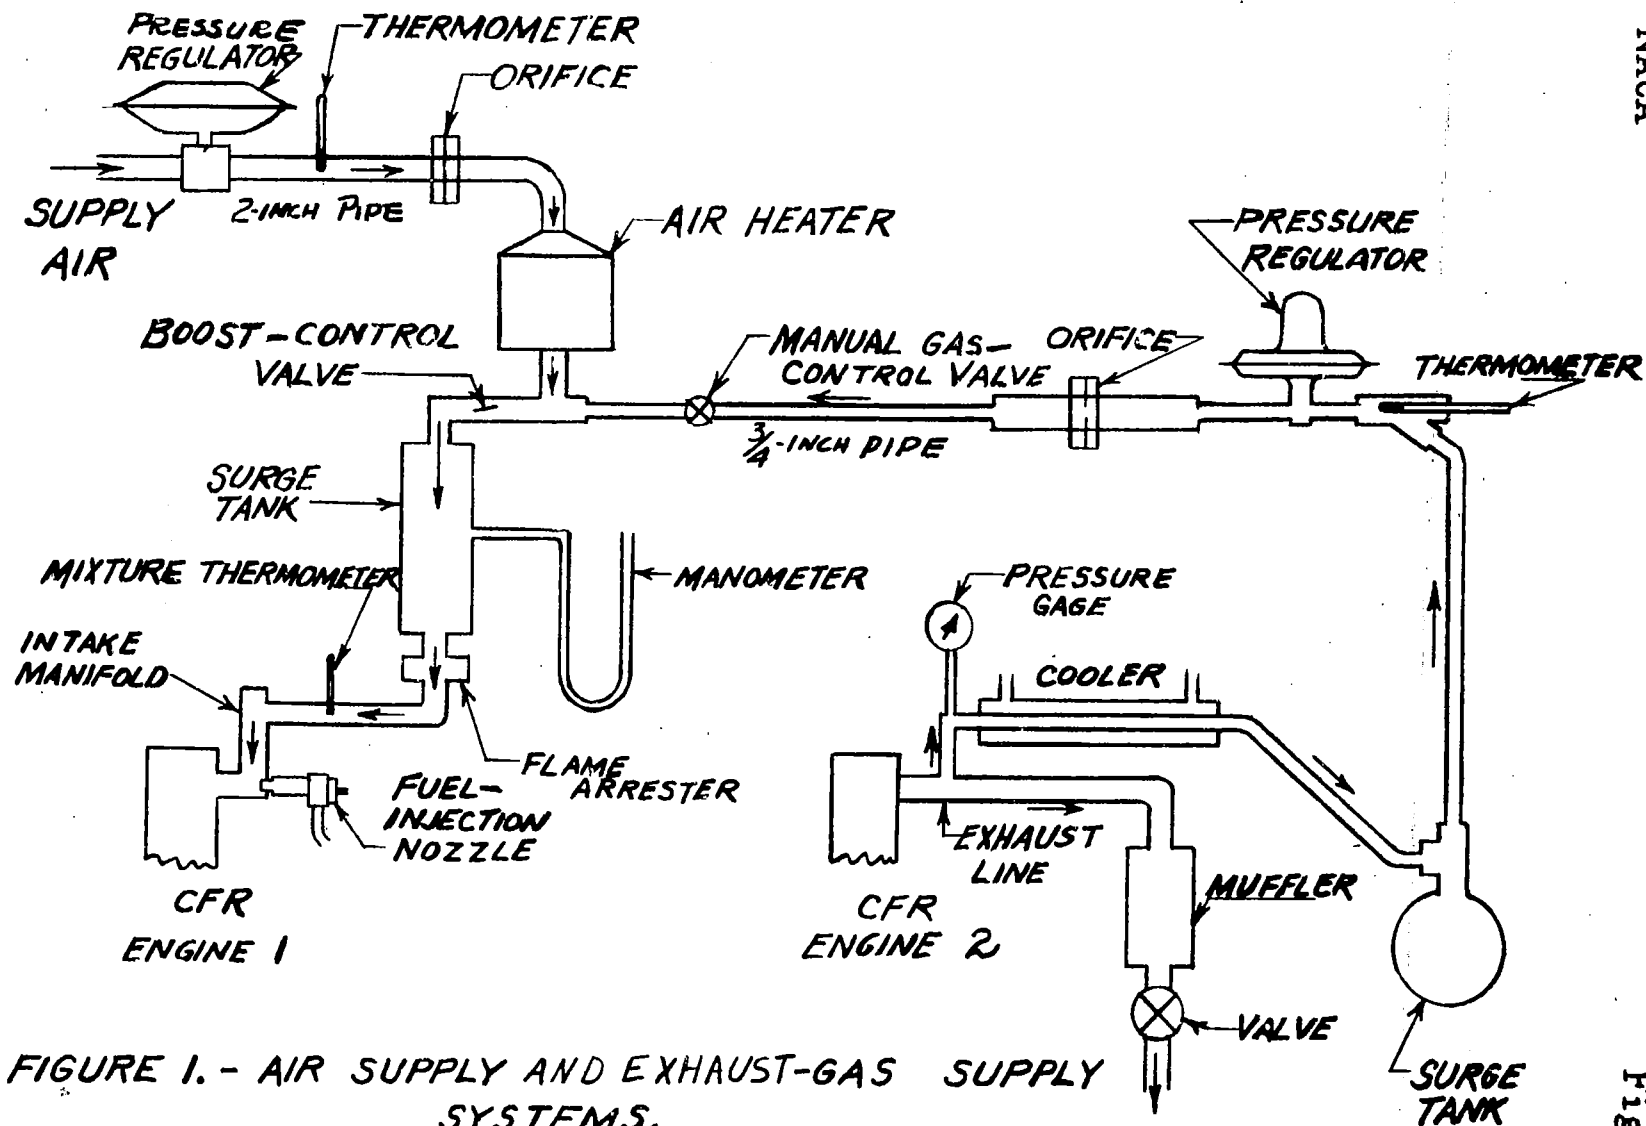 PRESSURE
REGULATOR
THERMOMETER
ORIFICE
NACA
SUPPLY
AIR
2-INCH PIPE
AIR HEATER
PRESSURE
REGULATOR
BOOST-CONTROL
VALVE
MANUAL GAS-
CONTROL VALVE
ORIFICE
THERMOMETER
3/4-INCH PIPE
SURGE
TANK
MIXTURE THERMOMETER
MANOMETER
PRESSURE
GAGE
INTAKE
MANIFOLD
COOLER
FLAME
ARRESTER
FUEL-
INJECTION
NOZZLE
EXHAUST
LINE
MUFFLER
CFR
ENGINE 1
CFR
ENGINE 2
VALVE
SURGE
TANK
FIGURE 1. - AIR SUPPLY AND EXHAUST-GAS SUPPLY
SYSTEMS.
Fig